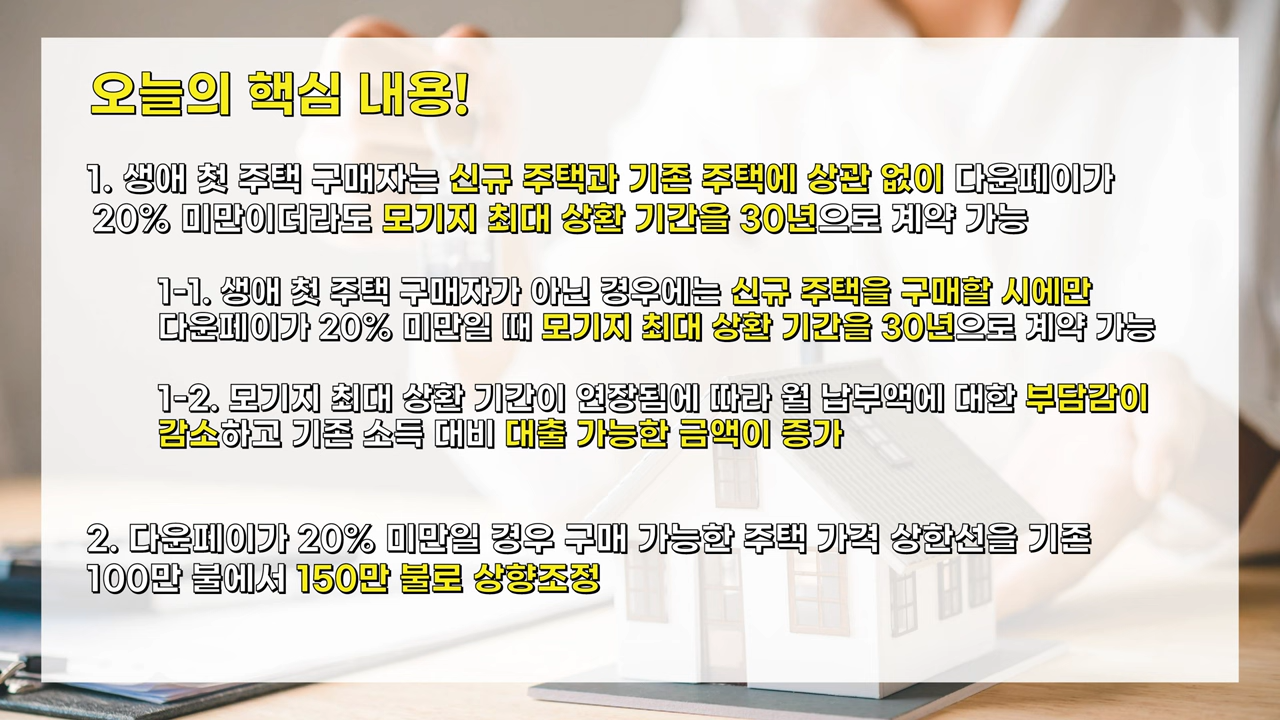 오늘의 핵심 내용!
1. 생애 첫 주택 구매자는 신규 주택과 기존 주택에 상관 없이 다운페이가
20% 미만이더라도 모기지 최대 상환 기간을 30년으로 계약 가능
1-1. 생애 첫 주택 구매자가 아닌 경우에는 신규 주택을 구매할 시에만
다운페이가 20% 미만일 때 모기지 최대 상환 기간을 30년으로 계약 가능
1-2. 모기지 최대 상환 기간이 연장됨에 따라 월 납부액에 대한 부담감이
감소하고 기존 소득 대비 대출 가능한 금액이 증가
2. 다운페이가 20% 미만일 경우 구매 가능한 주택 가격 상한선을 기존
100만 불에서 150만 불로 상향조정